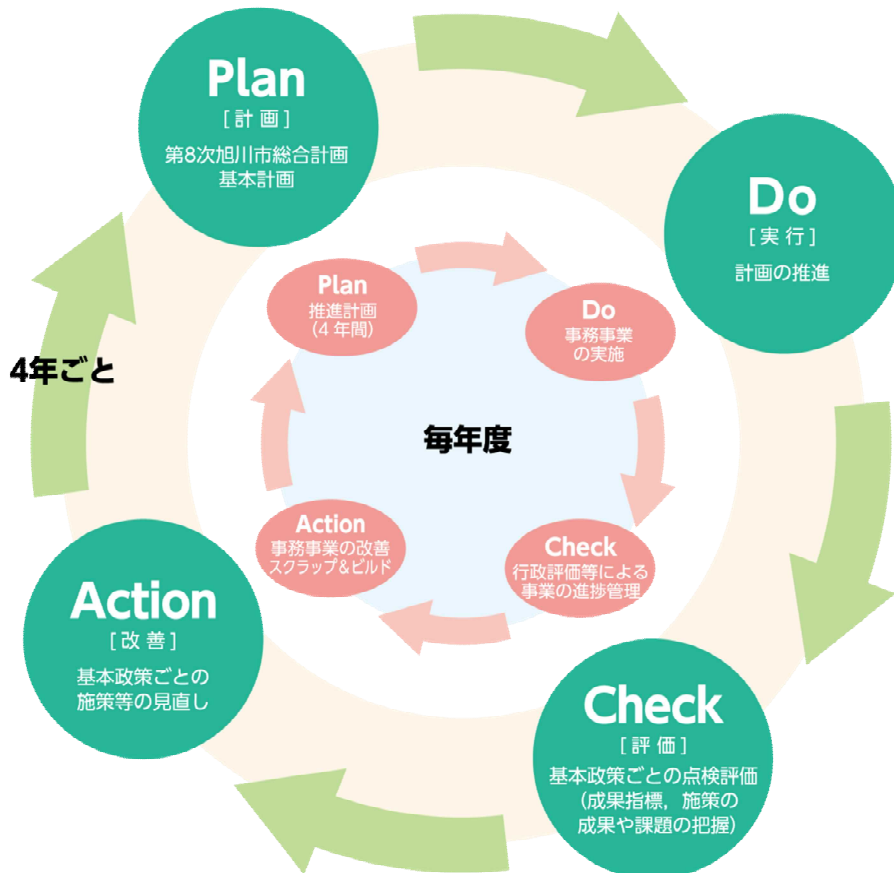 Plan
[計画]
第8次旭川市総合計画
基本計画
Do
[実行]
計画の推進
Check
[評価]
基本政策ごとの点検評価
(成果指標，施策の
成果や課題の把握)
Action
[改善]
基本政策ごとの
施策等の見直し
4年ごと
Plan
推進計画
(4年間)
Do
事務事業
の実施
Check
行政評価等による
事業の進捗管理
Action
事務事業の改善
スクラップ&ビルド
毎年度